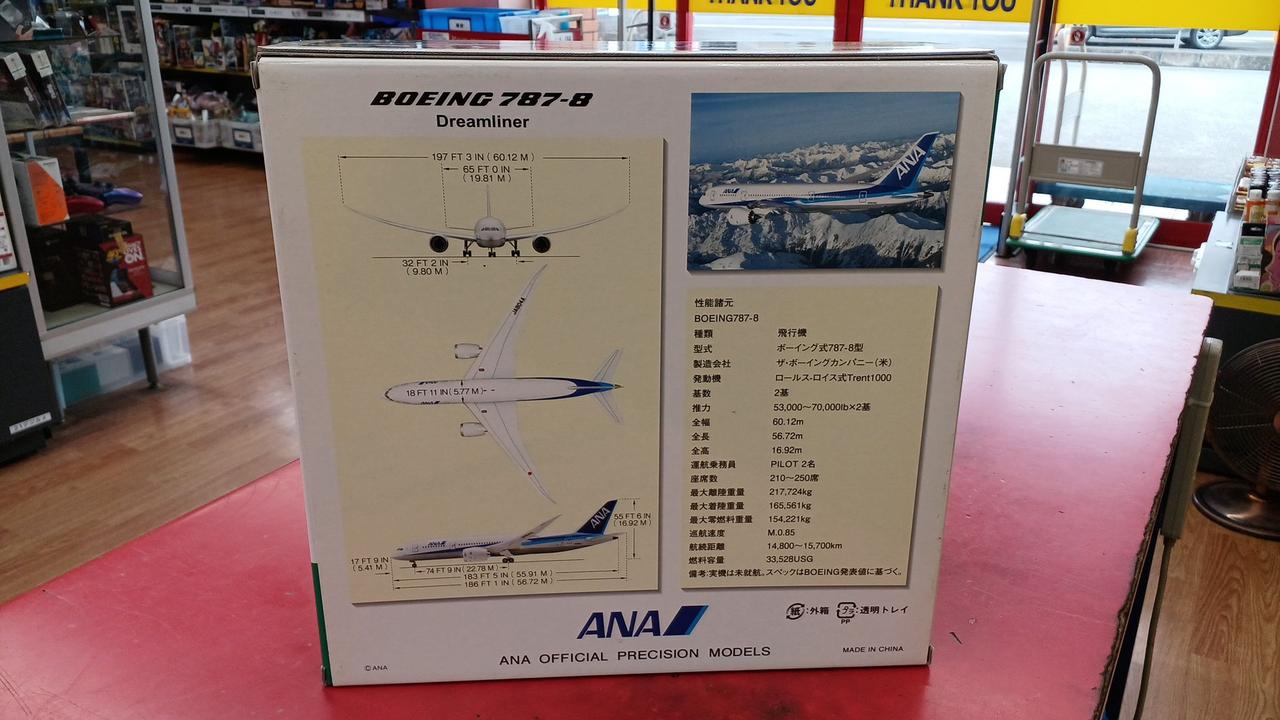 THANK YOU
THANK YOU
BOEING 787-8
Dreamliner
197 FT 3 IN ( 60.12 M )
65 FT 0 IN
( 19.81 M )
32 FT 2 IN
( 9.80 M )
JA804A
18 FT 11 IN ( 5.77 M )
ANA
ANA
ANA
55 FT 6 IN
( 16.92 M )
17 FT 9 IN
( 5.41 M )
74 FT 9 IN ( 22.78 M )
183 FT 5 IN ( 55.91 M )
186 FT 1 IN ( 56.72 M )
ANA
ANA
性能諸元
BOEING787-8
種類 飛行機
型式 ボーイング式787-8型
製造会社 ザ・ボーイングカンパニー(米)
発動機 ロールス・ロイス式Trent1000
基数 2基
推力 53,000〜70,000lb×2基
全幅 60.12m
全長 56.72m
全高 16.92m
運航乗務員 PILOT 2名
座席数 210〜250席
最大離陸重量 217,724kg
最大着陸重量 165,561kg
最大零燃料重量 154,221kg
巡航速度 M.0.85
航続距離 14,800〜15,700km
燃料容量 33,528USG
備考:実機は未就航。スペックはBOEING発表値に基づく。
ANA
紙:外箱 プラ:透明トレイ
PP
ANA OFFICIAL PRECISION MODELS
MADE IN CHINA
©ANA